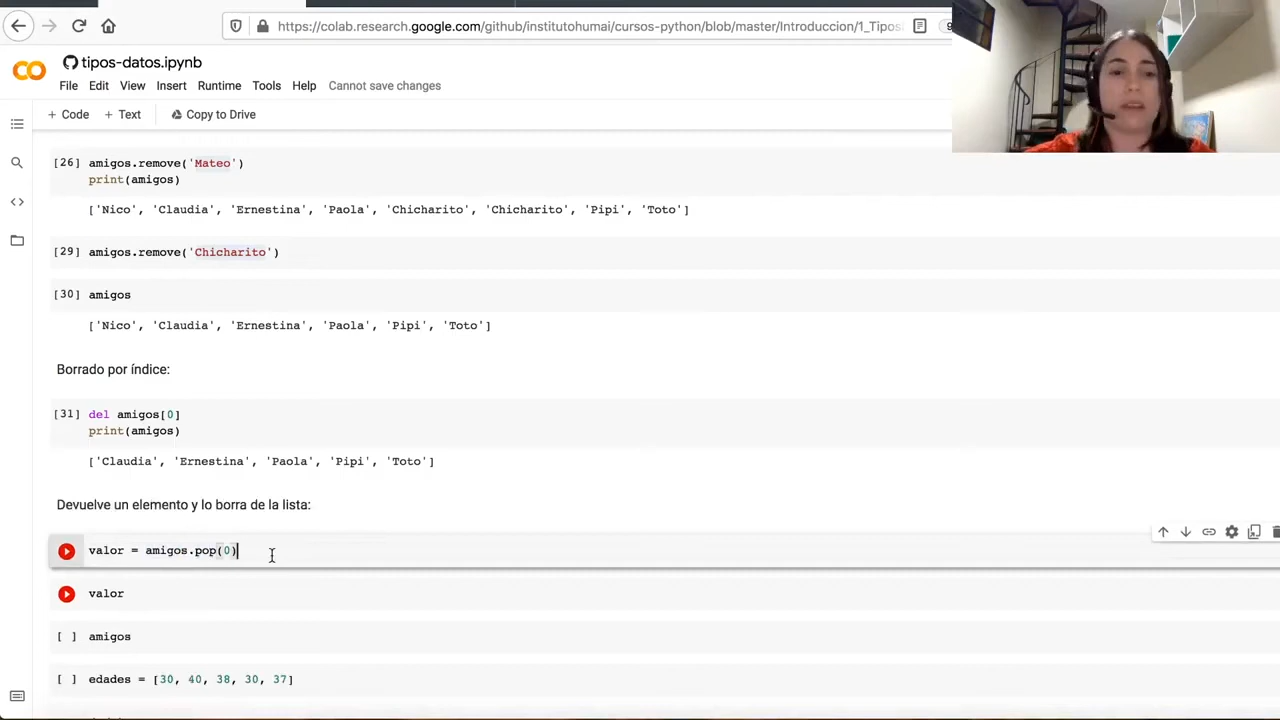 https://colab.research.google.com/github/institutohumai/cursos-python/blob/master/Introduccion/1_Tipos
tipos-datos.ipynb
File Edit View Insert Runtime Tools Help Cannot save changes
+ Code + Text Copy to Drive
[26] amigos.remove('Mateo')
print(amigos)
['Nico', 'Claudia', 'Ernestina', 'Paola', 'Chicharito', 'Chicharito', 'Pipi', 'Toto']
[29] amigos.remove('Chicharito')
[30] amigos
['Nico', 'Claudia', 'Ernestina', 'Paola', 'Pipi', 'Toto']
Borrado por índice:
[31] del amigos[0]
print(amigos)
['Claudia', 'Ernestina', 'Paola', 'Pipi', 'Toto']
Devuelve un elemento y lo borra de la lista:
valor = amigos.pop(0)
valor
[ ] amigos
[ ] edades = [30, 40, 38, 30, 37]